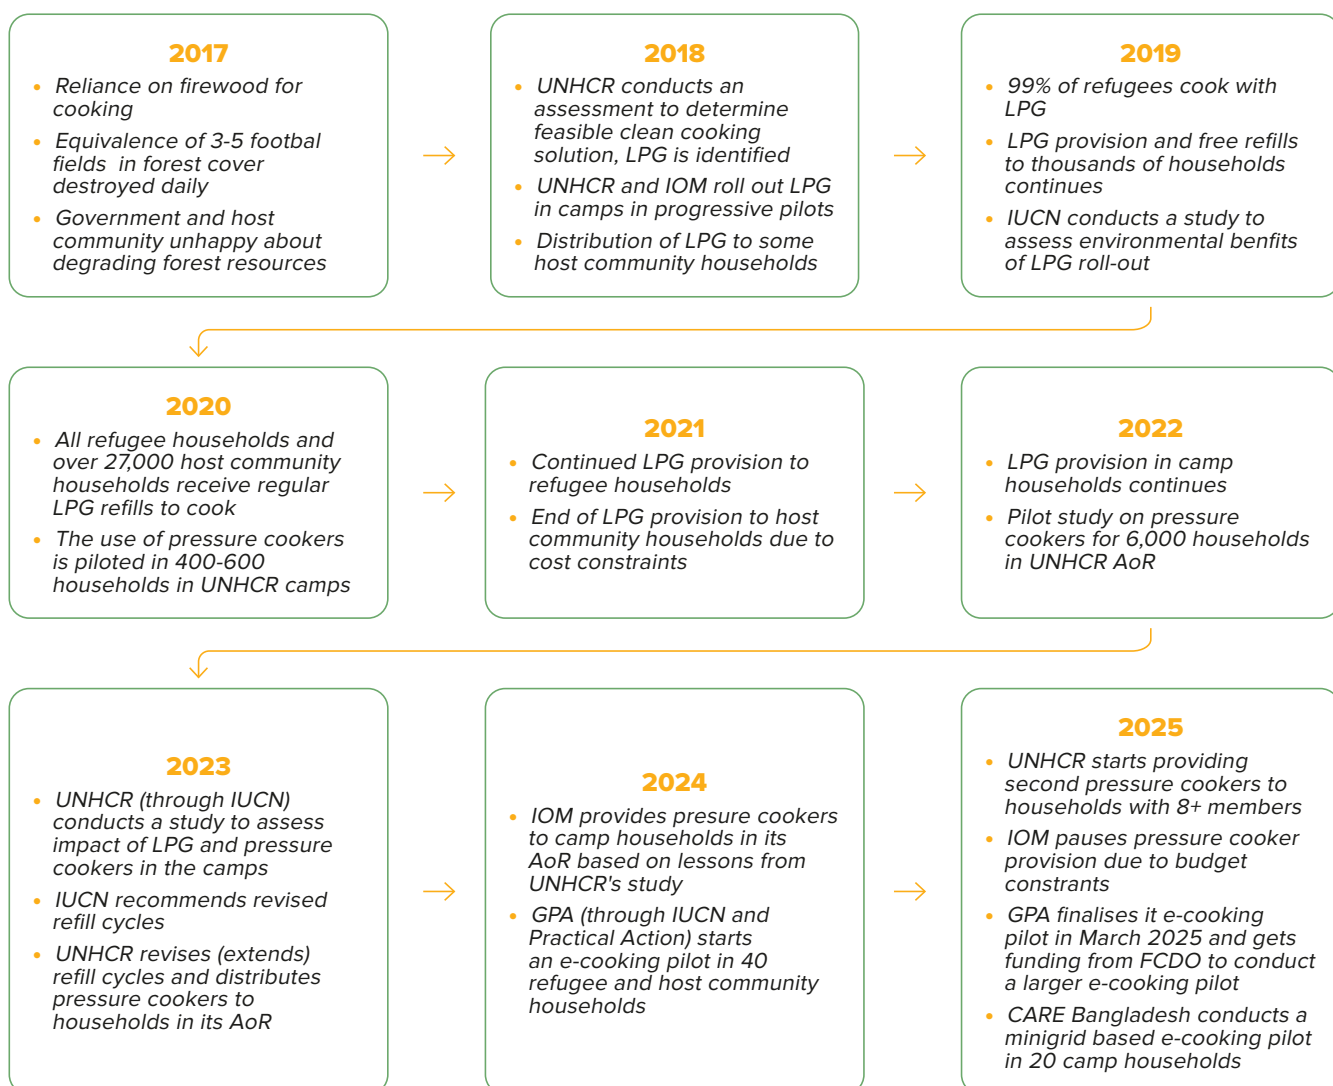 2017
• Reliance on firewood for
cooking
• Equivalence of 3-5 footbal
fields in forest cover
destroyed daily
• Government and host
community unhappy about
degrading forest resources
2018
• UNHCR conducts an
assessment to determine
feasible clean cooking
solution, LPG is identified
• UNHCR and IOM roll out LPG
in camps in progressive pilots
• Distribution of LPG to some
host community households
2019
• 99% of refugees cook with
LPG
• LPG provision and free refills
to thousands of households
continues
• IUCN conducts a study to
assess environmental benfits
of LPG roll-out
2020
• All refugee households and
over 27,000 host community
households receive regular
LPG refills to cook
• The use of pressure cookers
is piloted in 400-600
households in UNHCR camps
2021
• Continued LPG provision to
refugee households
• End of LPG provision to host
community households due to
cost constraints
2022
• LPG provision in camp
households continues
• Pilot study on pressure
cookers for 6,000 households
in UNHCR AoR
2023
• UNHCR (through IUCN)
conducts a study to assess
impact of LPG and pressure
cookers in the camps
• IUCN recommends revised
refill cycles
• UNHCR revises (extends)
refill cycles and distributes
pressure cookers to
households in its AoR
2024
• IOM provides presure cookers
to camp households in its
AoR based on lessons from
UNHCR's study
• GPA (through IUCN and
Practical Action) starts
an e-cooking pilot in 40
refugee and host community
households
2025
• UNHCR starts providing
second pressure cookers to
households with 8+ members
• IOM pauses pressure cooker
provision due to budget
constrants
• GPA finalises it e-cooking
pilot in March 2025 and gets
funding from FCDO to conduct
a larger e-cooking pilot
• CARE Bangladesh conducts a
minigrid based e-cooking pilot
in 20 camp households